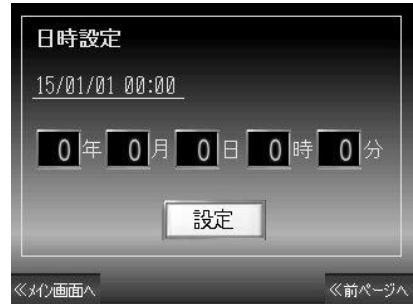 日時設定
15/01/01 00:00
0年 0月 0日 0時 0分
設定
≪メイン画面へ ≪前ページへ